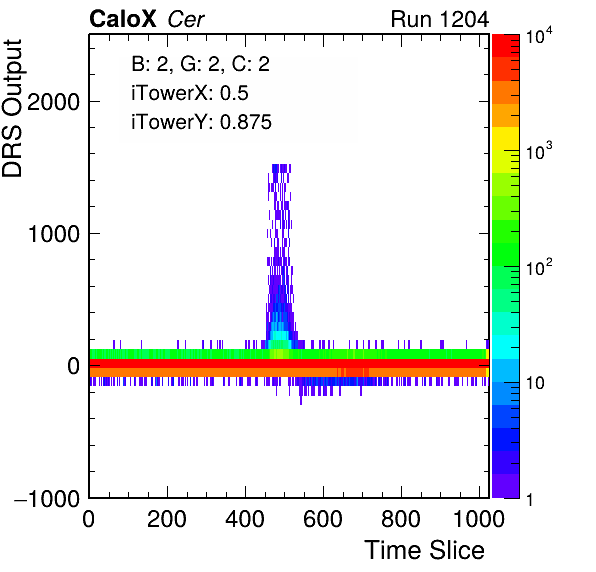 CaloX Cer Run 1204
B: 2, G: 2, C: 2
iTowerX: 0.5
iTowerY: 0.875
DRS Output
2000
1000
0
−1000
0 200 400 600 800 1000
Time Slice
10^4
10^3
10^2
10
1